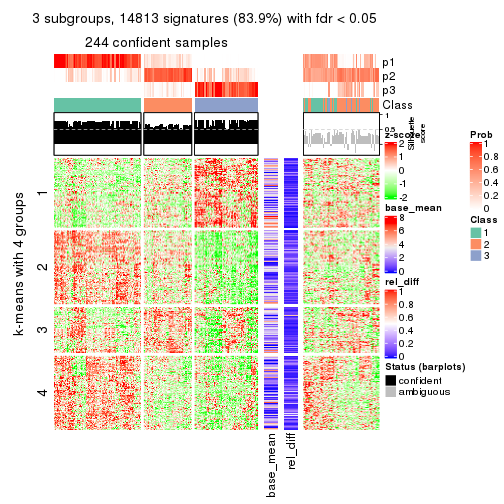 3 subgroups, 14813 signatures (83.9%) with fdr < 0.05
244 confident samples
p1
p2
p3
Class
1
0.5
0
Silhouette
score
k-means with 4 groups
1
2
3
4
base_mean
rel_diff
z-score
2
1
0
-1
-2
base_mean
8
6
4
2
0
rel_diff
1
0.8
0.6
0.4
0.2
0
Status (barplots)
confident
ambiguous
Prob
1
0.8
0.6
0.4
0.2
0
Class
1
2
3